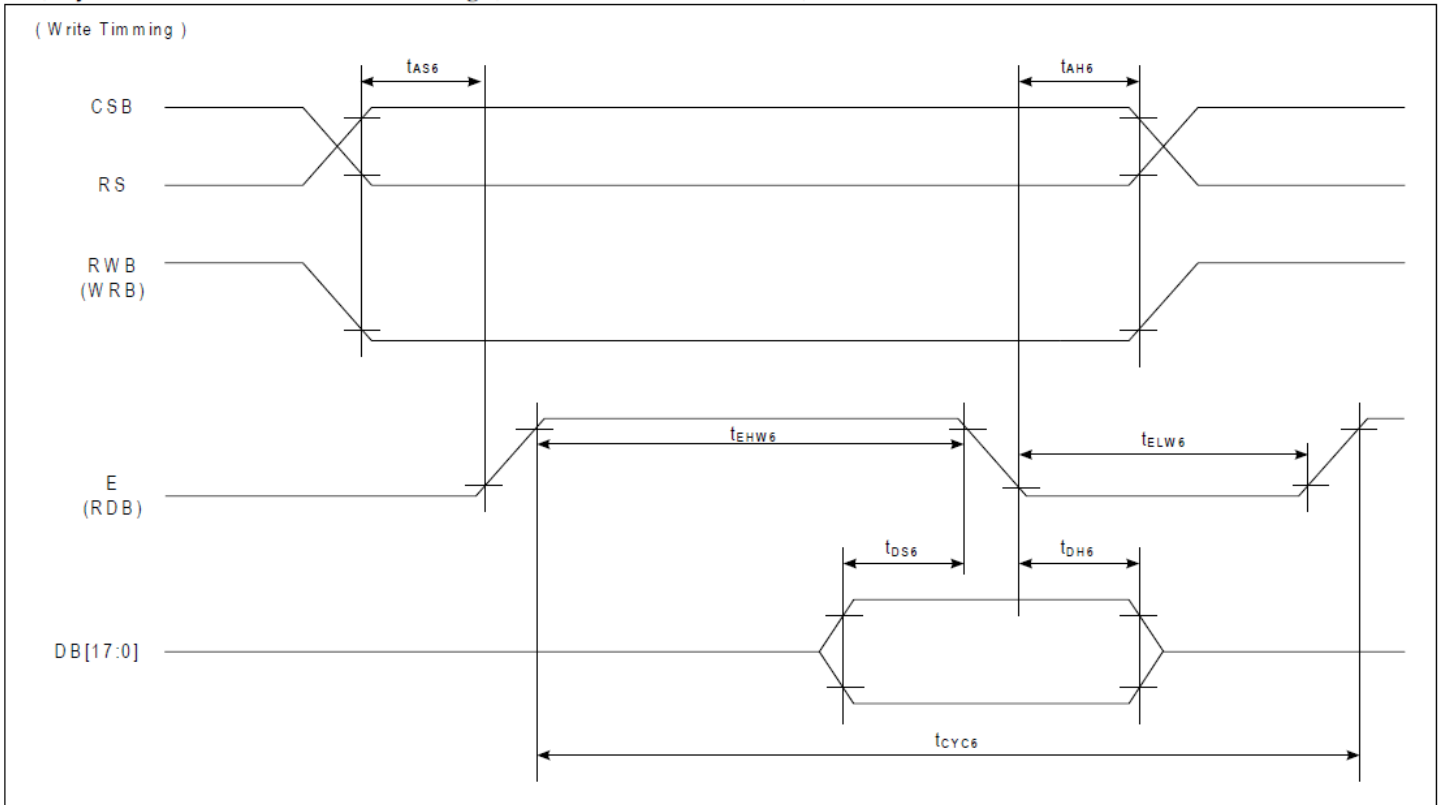 ( Write Timming )
tAS6
tAH6
CSB
RS
RWB
(WRB)
tEHW6
tELW6
E
(RDB)
tDS6
tDH6
DB[17:0]
tCYC6